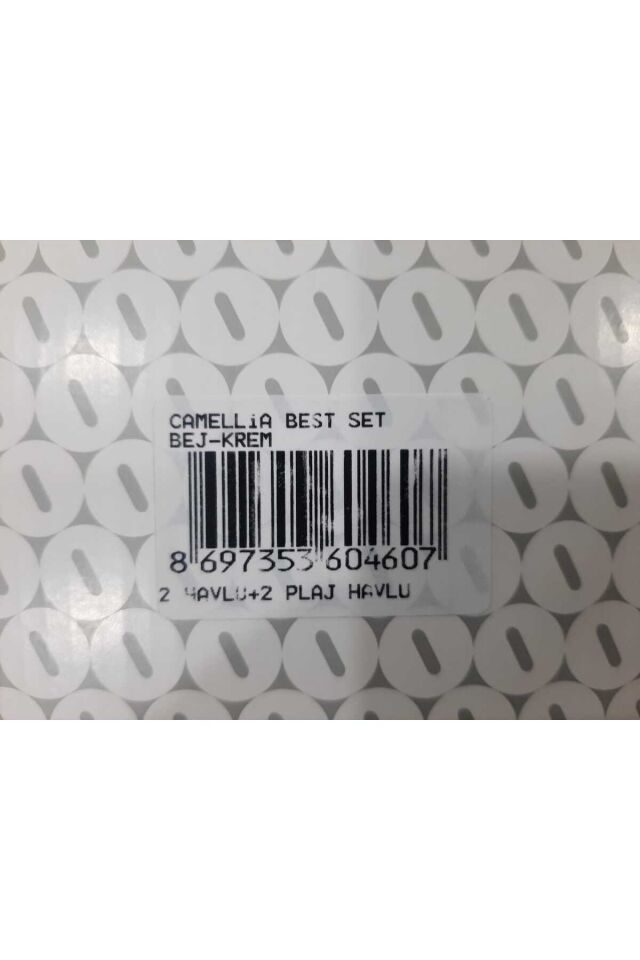 CAMELLiA BEST SET
BEJ-KREM
8 697353 604607
2 HAVLU+2 PLAJ HAVLU